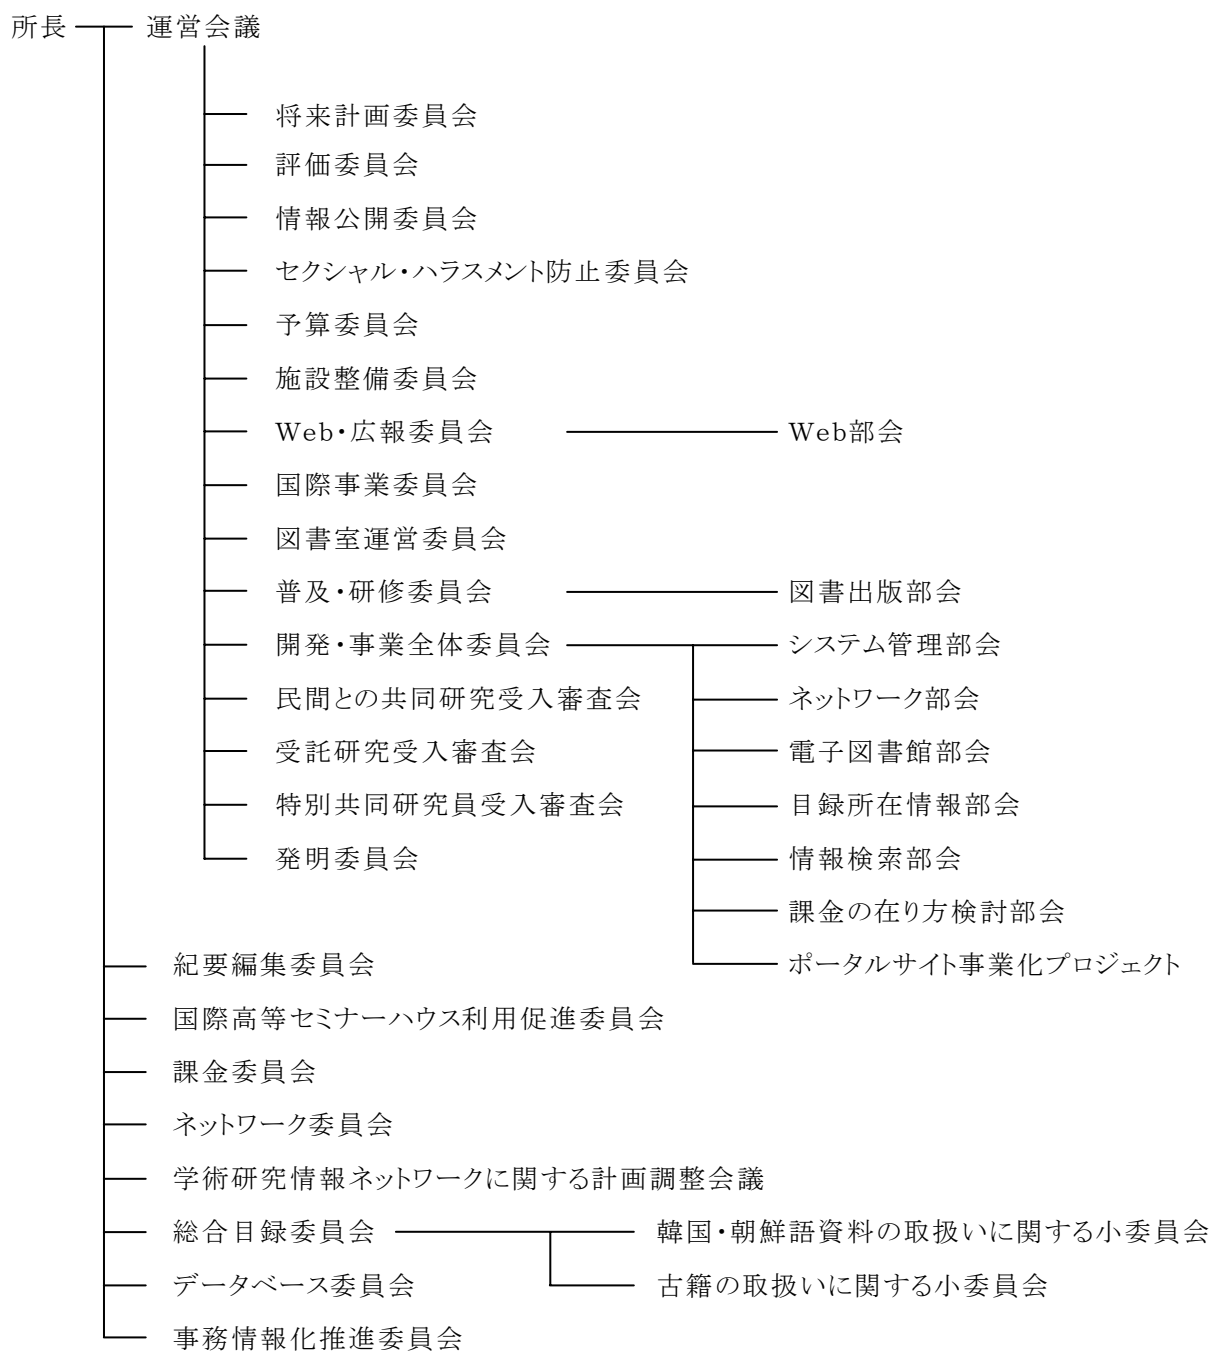 所長 運営会議
将来計画委員会
評価委員会
情報公開委員会
セクシャル・ハラスメント防止委員会
予算委員会
施設整備委員会
Web・広報委員会 Web部会
国際事業委員会
図書室運営委員会
普及・研修委員会 図書出版部会
開発・事業全体委員会 システム管理部会
民間との共同研究受入審査会 ネットワーク部会
受託研究受入審査会 電子図書館部会
特別共同研究員受入審査会 目録所在情報部会
発明委員会 情報検索部会
課金の在り方検討部会
紀要編集委員会 ポータルサイト事業化プロジェクト
国際高等セミナーハウス利用促進委員会
課金委員会
ネットワーク委員会
学術研究情報ネットワークに関する計画調整会議
総合目録委員会 韓国・朝鮮語資料の取扱いに関する小委員会
データベース委員会 古籍の取扱いに関する小委員会
事務情報化推進委員会